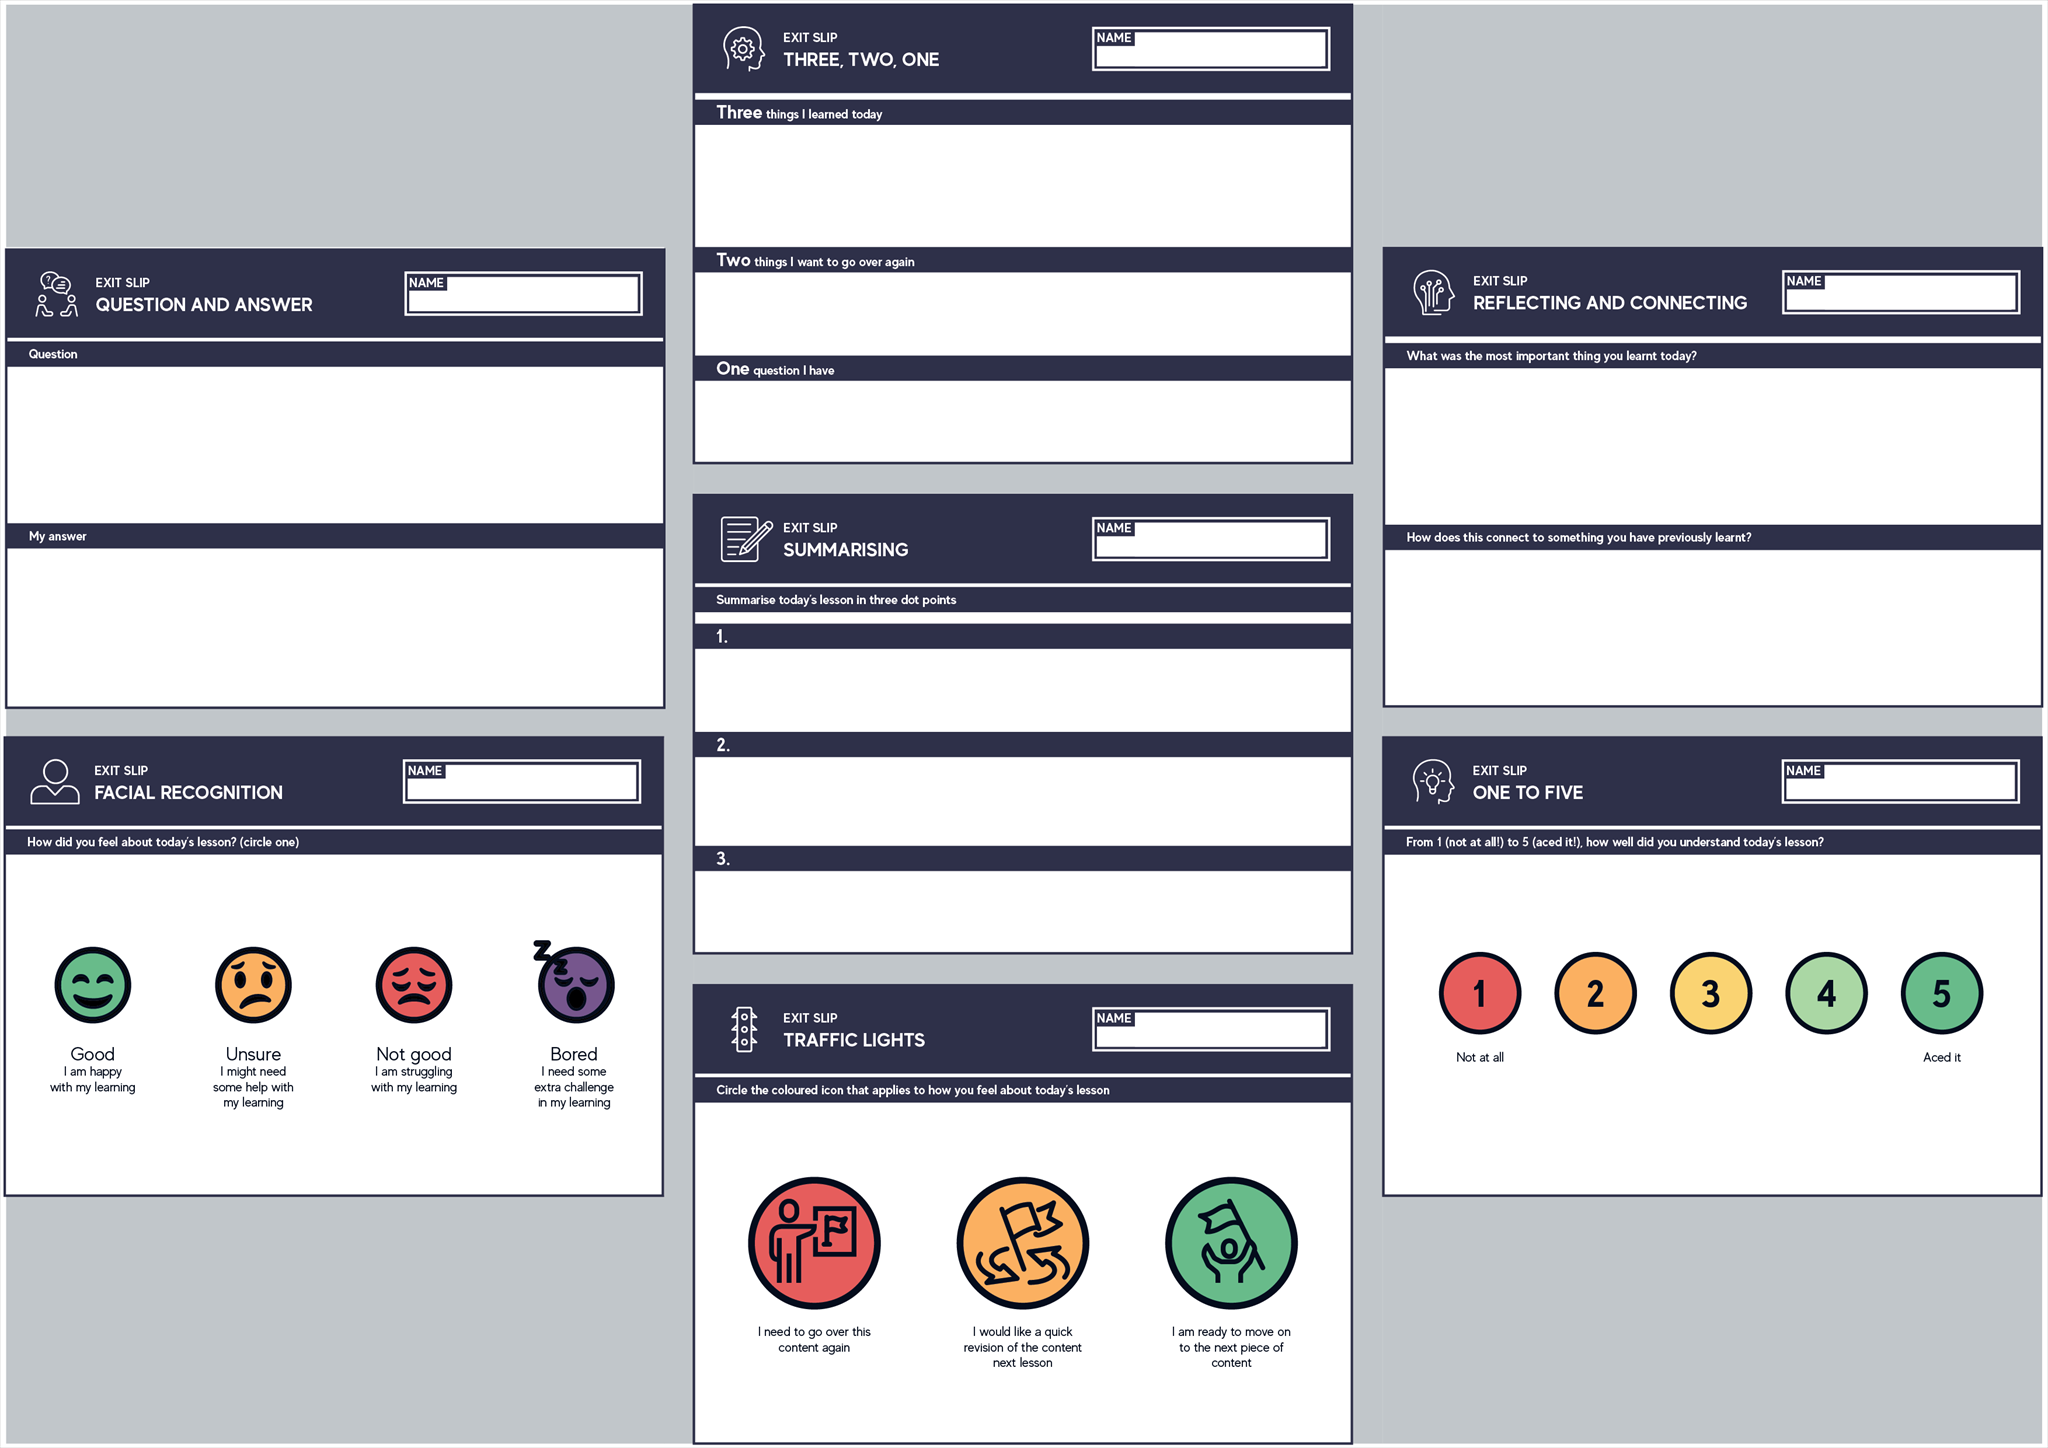 EXIT SLIP
THREE, TWO, ONE
NAME
Three things I learned today
Two things I want to go over again
One question I have
EXIT SLIP
QUESTION AND ANSWER
NAME
Question
My answer
EXIT SLIP
REFLECTING AND CONNECTING
NAME
What was the most important thing you learnt today?
How does this connect to something you have previously learnt?
EXIT SLIP
SUMMARISING
NAME
Summarise today's lesson in three dot points
1.
2.
3.
EXIT SLIP
FACIAL RECOGNITION
NAME
How did you feel about today's lesson? (circle one)
Z
Z
Good
I am happy
with my learning
Unsure
I might need
some help with
my learning
Not good
I am struggling
with my learning
Bored
I need some
extra challenge
in my learning
EXIT SLIP
ONE TO FIVE
NAME
From 1 (not at all!) to 5 (aced it!), how well did you understand today's lesson?
1 2 3 4 5
Not at all
Aced it
EXIT SLIP
TRAFFIC LIGHTS
NAME
Circle the coloured icon that applies to how you feel about today's lesson
I need to go over this
content again
I would like a quick
revision of the content
next lesson
I am ready to move on
to the next piece of
content